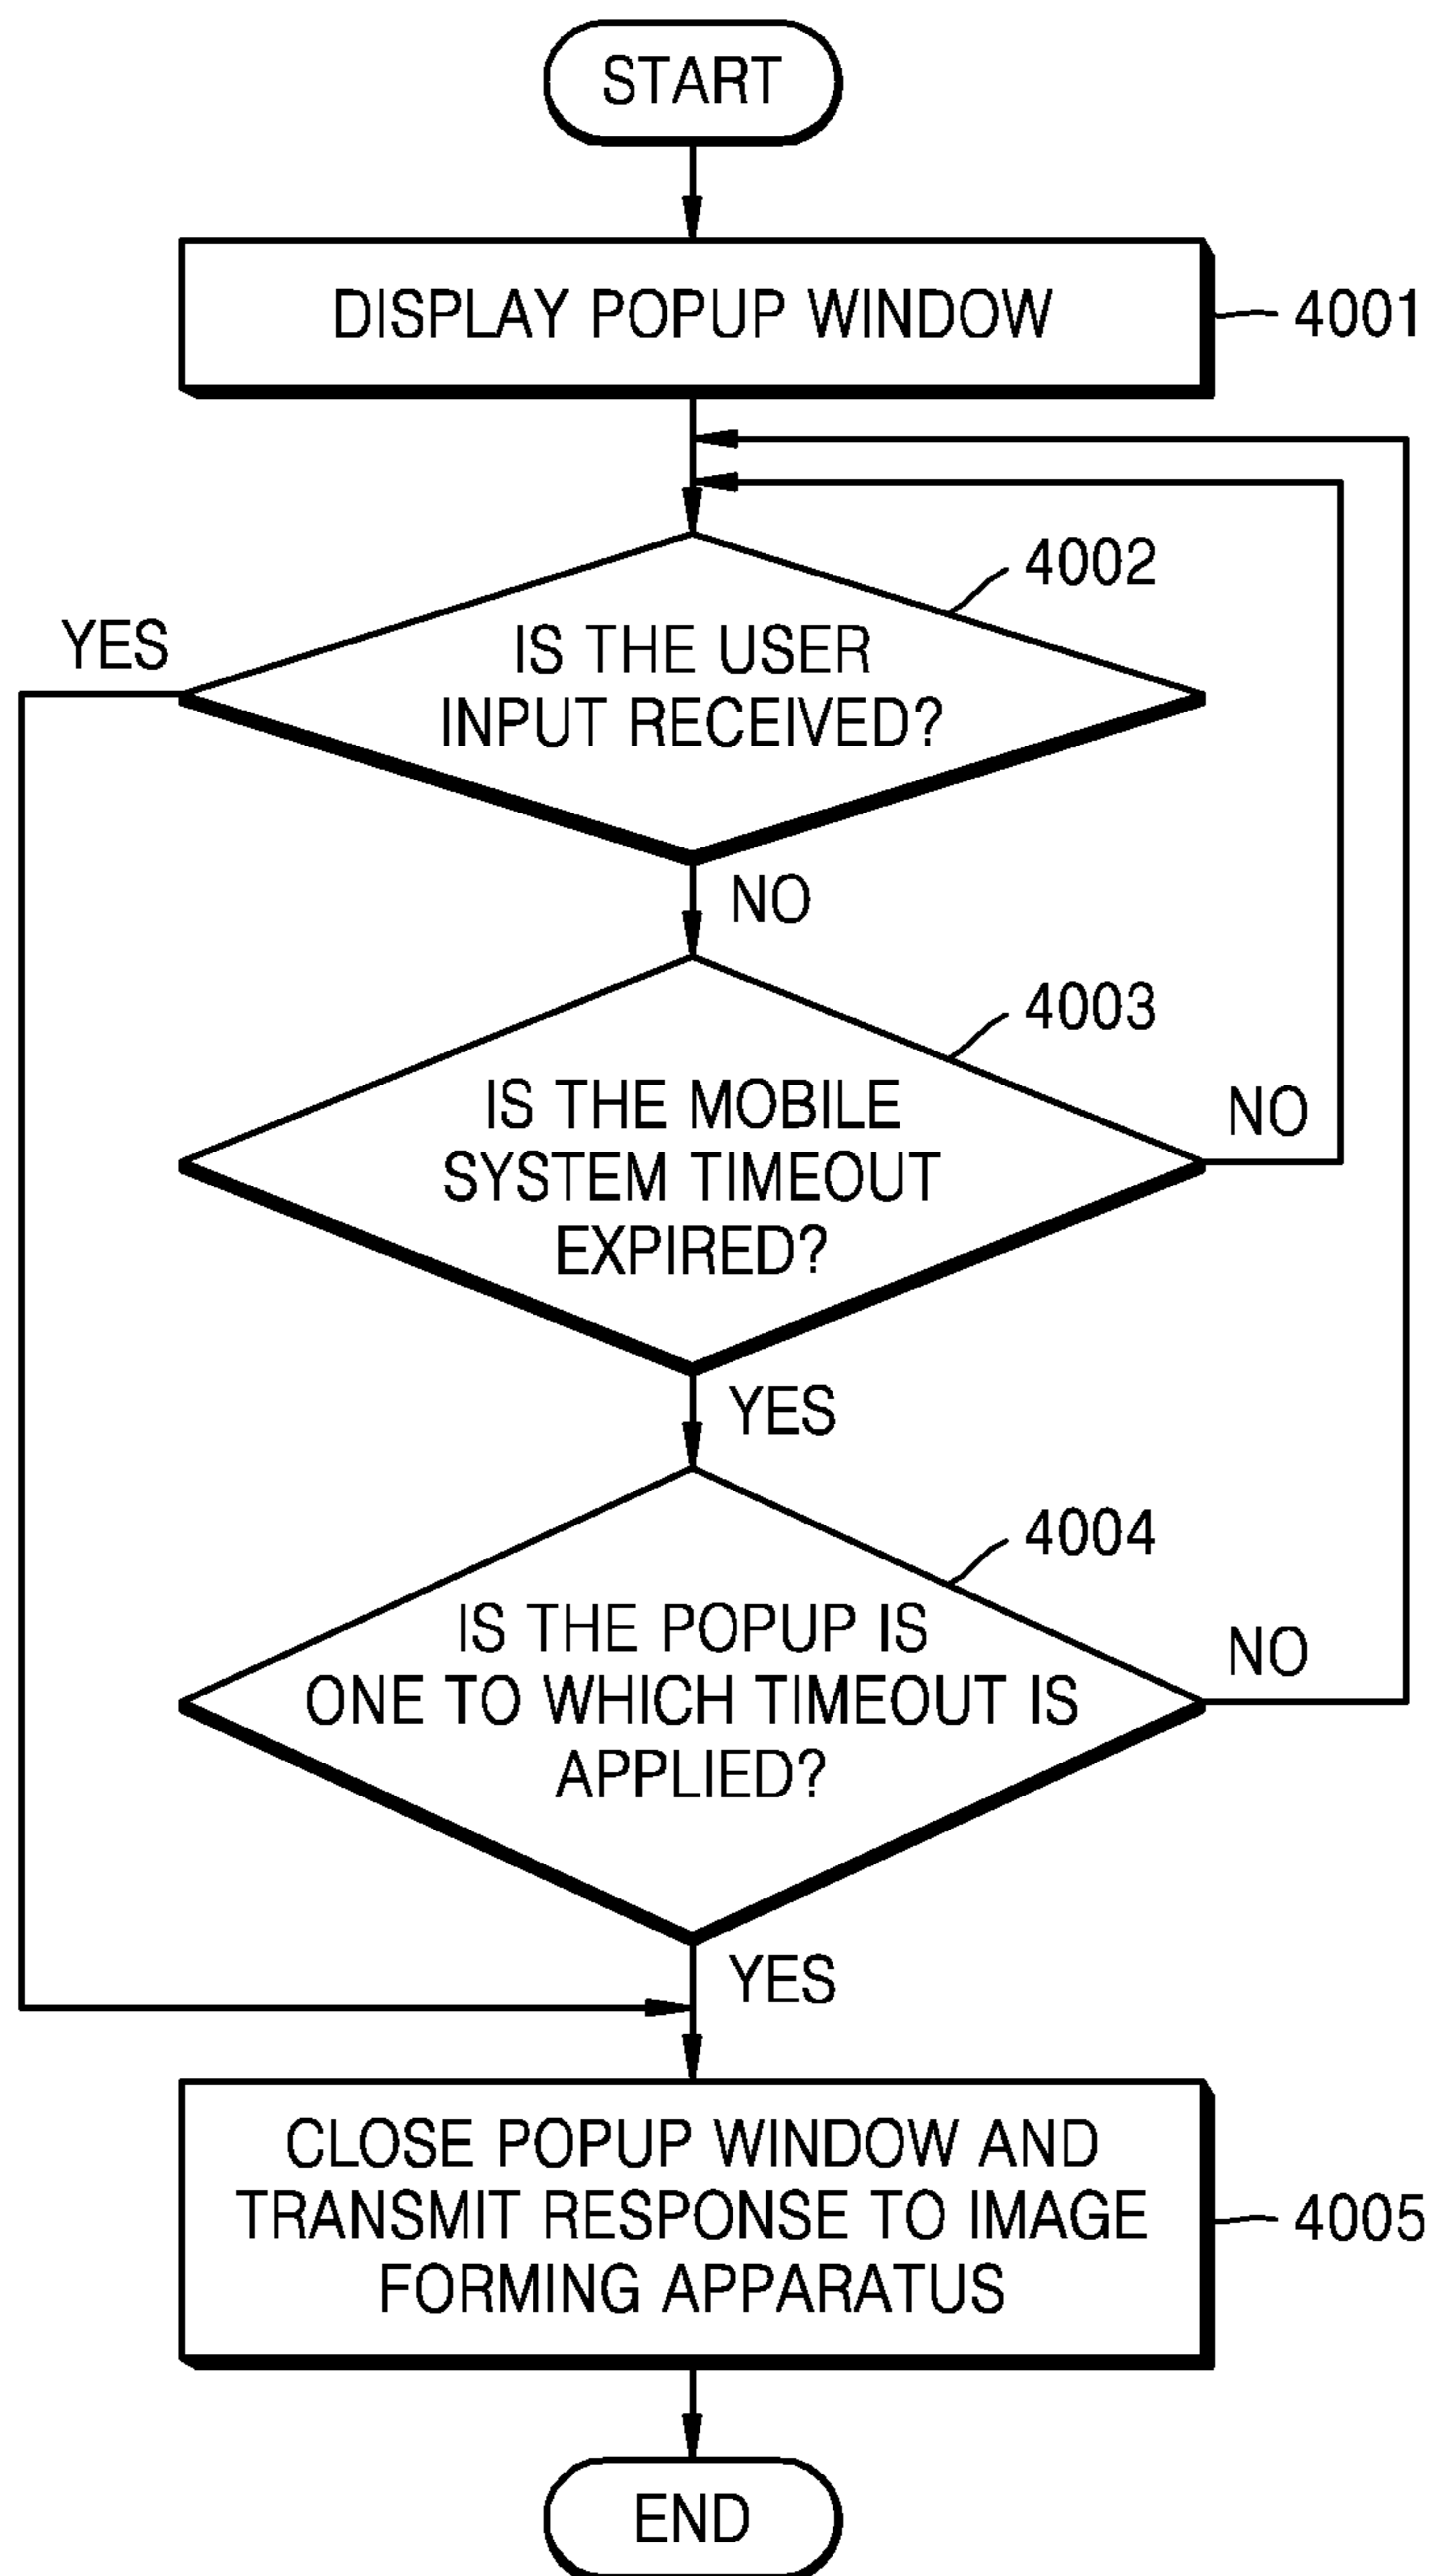 START
DISPLAY POPUP WINDOW
4001
4002
YES
IS THE USER
INPUT RECEIVED?
NO
4003
IS THE MOBILE
SYSTEM TIMEOUT
EXPIRED?
NO
YES
4004
IS THE POPUP IS
ONE TO WHICH TIMEOUT IS
APPLIED?
NO
YES
CLOSE POPUP WINDOW AND
TRANSMIT RESPONSE TO IMAGE
FORMING APPARATUS
4005
END